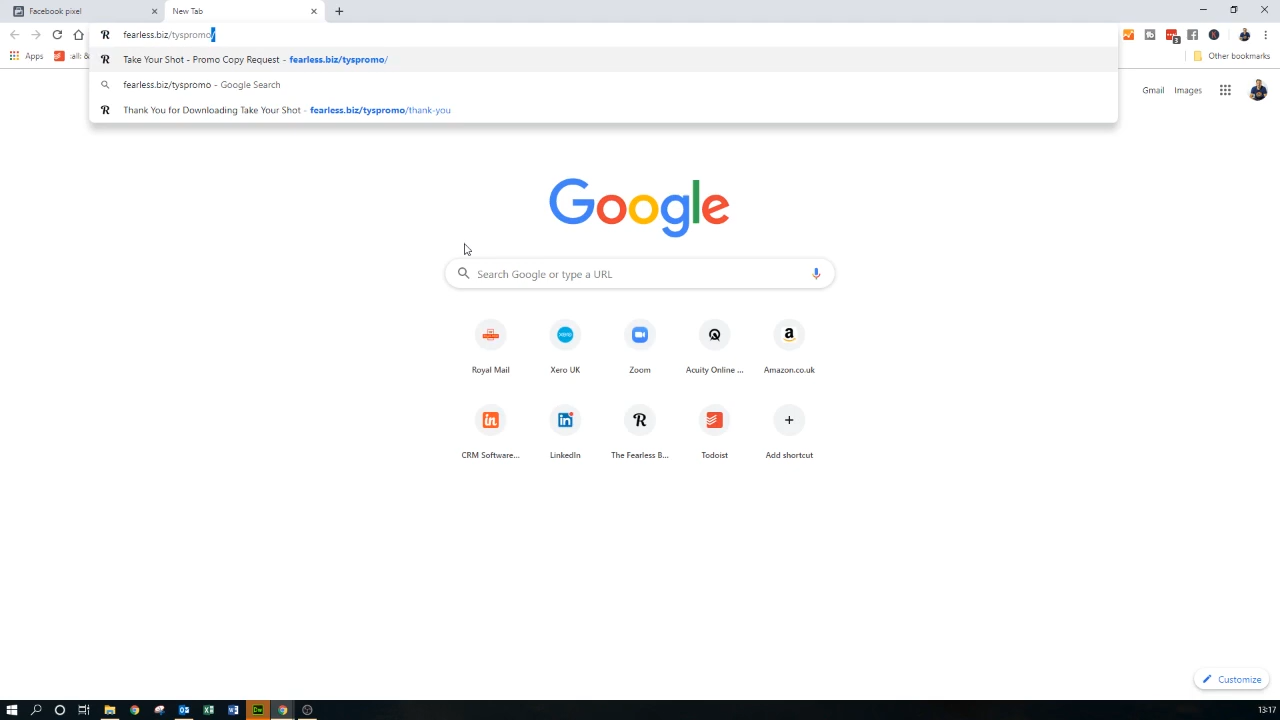 Facebook pixel
New Tab
fearless.biz/tyspromo/
Apps
Other bookmarks
Take Your Shot - Promo Copy Request - fearless.biz/tyspromo/
fearless.biz/tyspromo - Google Search
Thank You for Downloading Take Your Shot - fearless.biz/tyspromo/thank-you
Gmail Images
Google
Search Google or type a URL
Royal Mail Xero UK Zoom Acuity Online ... Amazon.co.uk
CRM Software... LinkedIn The Fearless B... Todoist Add shortcut
Customize
13:17